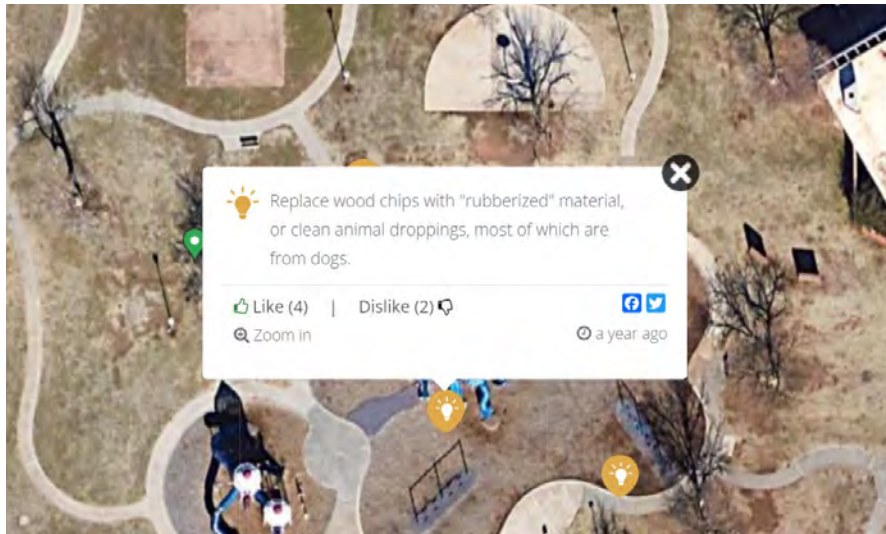 Replace wood chips with "rubberized" material,
or clean animal droppings, most of which are
from dogs.
Like (4) | Dislike (2)
Zoom in
a year ago